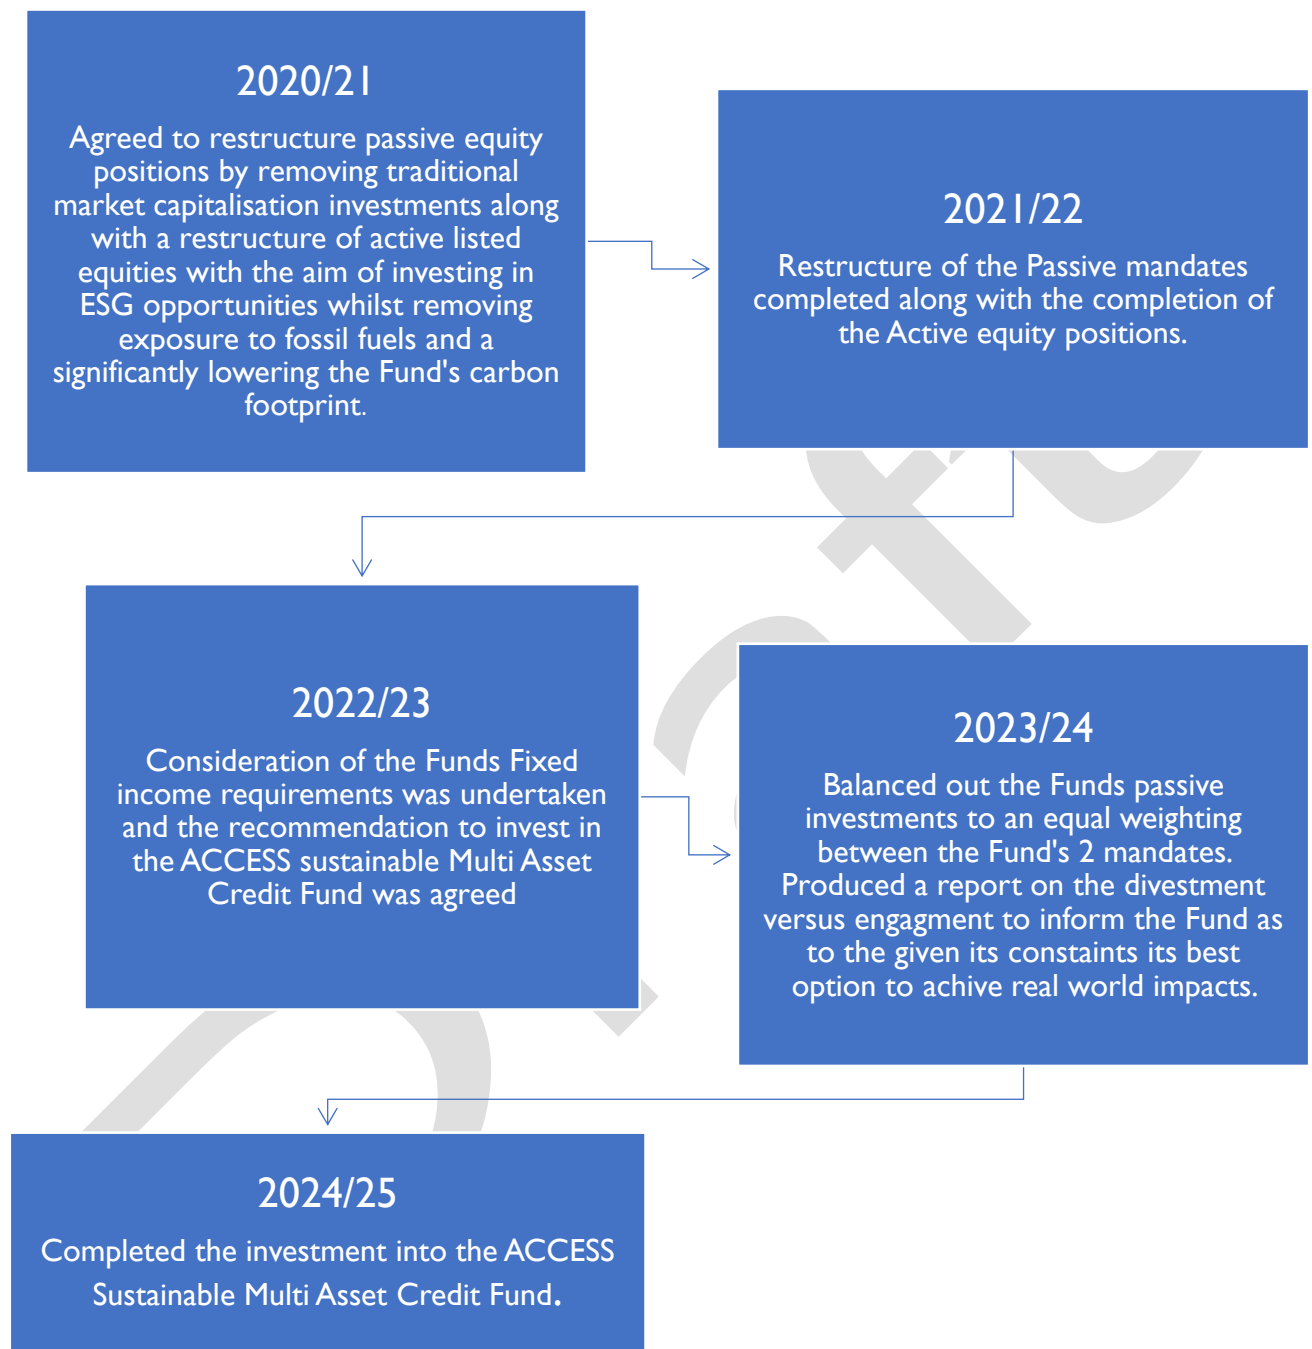 2020/21
Agreed to restructure passive equity
positions by removing traditional
market capitalisation investments along
with a restructure of active listed
equities with the aim of investing in
ESG opportunities whilst removing
exposure to fossil fuels and a
significantly lowering the Fund's carbon
footprint.
2021/22
Restructure of the Passive mandates
completed along with the completion of
the Active equity positions.
2022/23
Consideration of the Funds Fixed
income requirements was undertaken
and the recommendation to invest in
the ACCESS sustainable Multi Asset
Credit Fund was agreed
2023/24
Balanced out the Funds passive
investments to an equal weighting
between the Fund's 2 mandates.
Produced a report on the divestment
versus engagment to inform the Fund as
to the given its constaints its best
option to achive real world impacts.
2024/25
Completed the investment into the ACCESS
Sustainable Multi Asset Credit Fund.